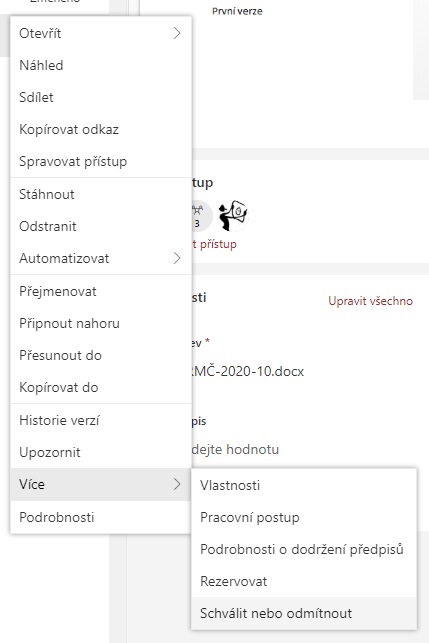 První verze
Otevřít
Náhled
Sdílet
Kopírovat odkaz
Spravovat přístup
Stáhnout
Odstranit
Automatizovat
Přejmenovat
Připnout nahoru
Přesunout do
Kopírovat do
Historie verzí
Upozornit
Více
Podrobnosti
tup
3
t přístup
sti
Upravit všechno
ev *
RMČ-2020-10.docx
pis
dejte hodnotu
Vlastnosti
Pracovní postup
Podrobnosti o dodržení předpisů
Rezervovat
Schválit nebo odmítnout